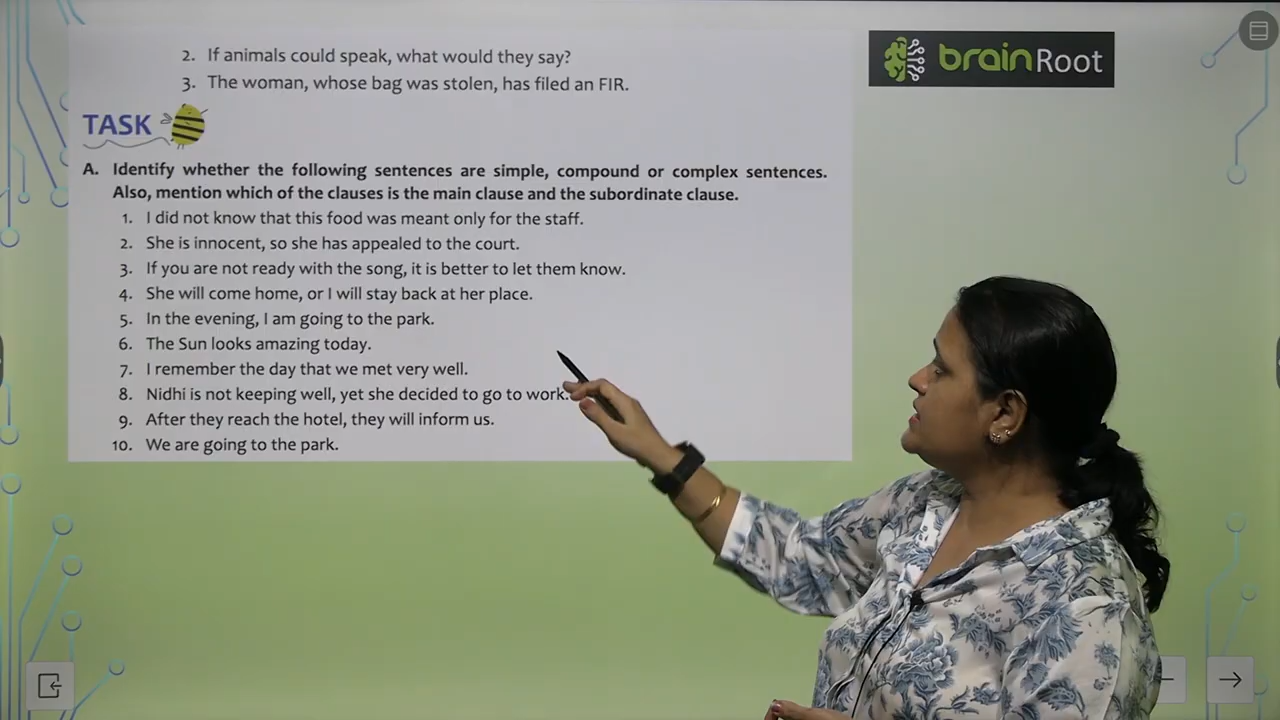 2. If animals could speak, what would they say?
3. The woman, whose bag was stolen, has filed an FIR.
brainRoot
TASK
A. Identify whether the following sentences are simple, compound or complex sentences.
Also, mention which of the clauses is the main clause and the subordinate clause.
1. I did not know that this food was meant only for the staff.
2. She is innocent, so she has appealed to the court.
3. If you are not ready with the song, it is better to let them know.
4. She will come home, or I will stay back at her place.
5. In the evening, I am going to the park.
6. The Sun looks amazing today.
7. I remember the day that we met very well.
8. Nidhi is not keeping well, yet she decided to go to work.
9. After they reach the hotel, they will inform us.
10. We are going to the park.